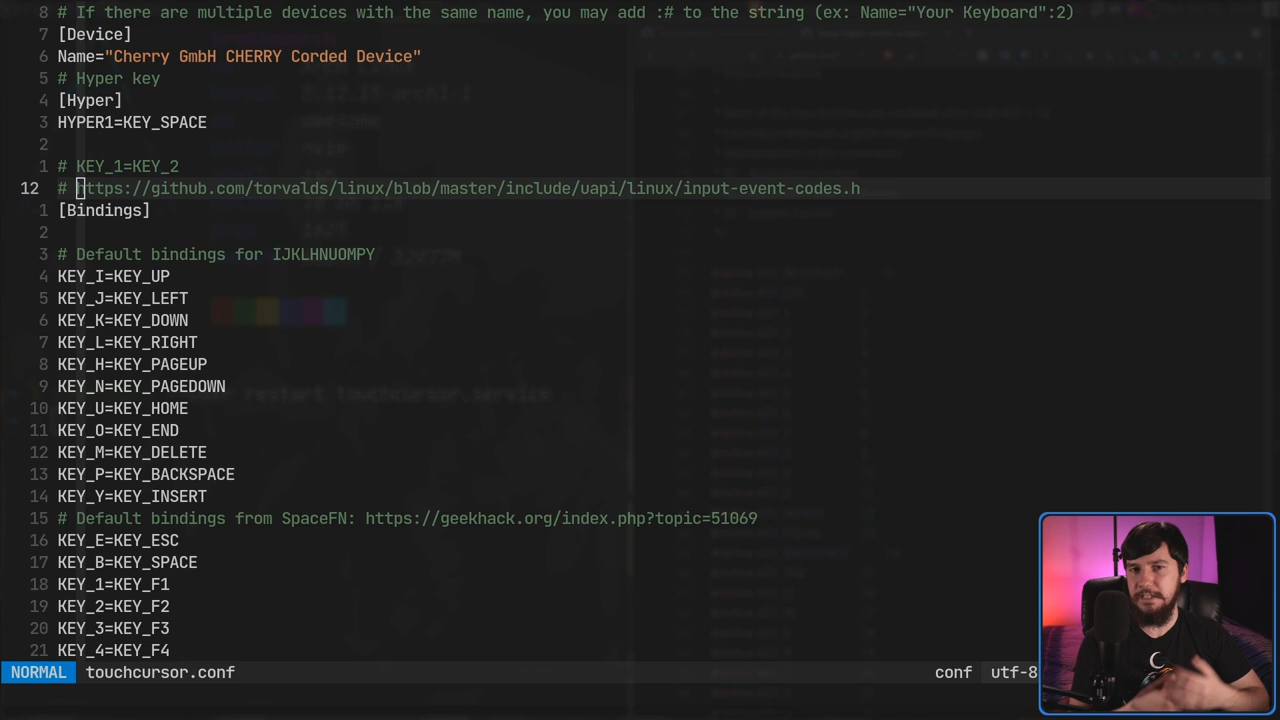 8 # If there are multiple devices with the same name, you may add :# to the string (ex: Name="Your Keyboard":2)
7 [Device]
6 Name="Cherry GmbH CHERRY Corded Device"
5 # Hyper key
4 [Hyper]
3 HYPER1=KEY_SPACE
2
1 # KEY_1=KEY_2
12 # https://github.com/torvalds/linux/blob/master/include/uapi/linux/input-event-codes.h
1 [Bindings]
2
3 # Default bindings for IJKLHNUOMPY
4 KEY_I=KEY_UP
5 KEY_J=KEY_LEFT
6 KEY_K=KEY_DOWN
7 KEY_L=KEY_RIGHT
8 KEY_H=KEY_PAGEUP
9 KEY_N=KEY_PAGEDOWN
restart touchcursor.service
10 KEY_U=KEY_HOME
11 KEY_O=KEY_END
12 KEY_M=KEY_DELETE
13 KEY_P=KEY_BACKSPACE
14 KEY_Y=KEY_INSERT
15 # Default bindings from SpaceFN: https://geekhack.org/index.php?topic=51069
16 KEY_E=KEY_ESC
17 KEY_B=KEY_SPACE
18 KEY_1=KEY_F1
19 KEY_2=KEY_F2
20 KEY_3=KEY_F3
21 KEY_4=KEY_F4
NORMAL touchcursor.conf conf utf-8